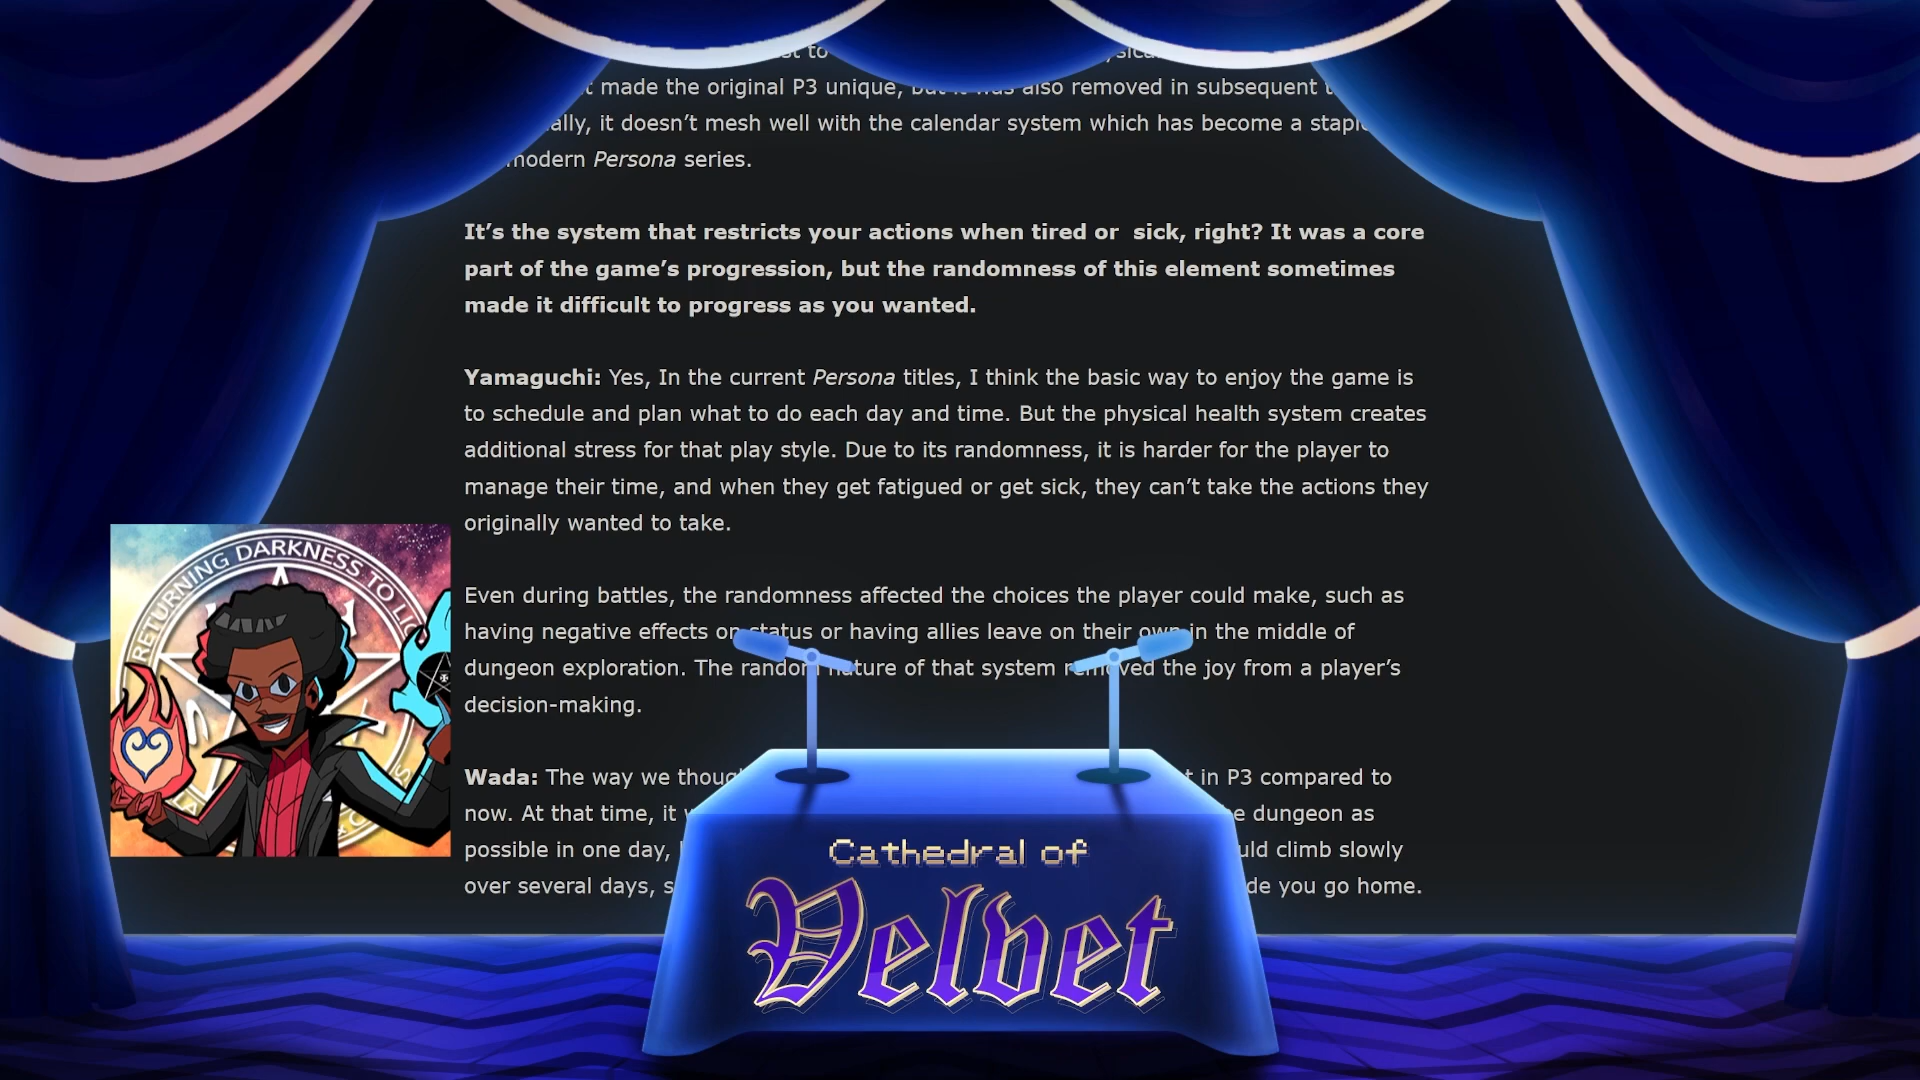 to
made the original P3 unique, but it was also removed in subsequent
it doesn’t mesh well with the calendar system which has become a
modern Persona series.
It’s the system that restricts your actions when tired or  sick, right? It was a core
part of the game’s progression, but the randomness of this element sometimes
made it difficult to progress as you wanted.
Yamaguchi: Yes, In the current Persona titles, I think the basic way to enjoy the game is
to schedule and plan what to do each day and time. But the physical health system creates
additional stress for that play style. Due to its randomness, it is harder for the player to
manage their time, and when they get fatigued or get sick, they can’t take the actions they
originally wanted to take.
Even during battles, the randomness affected the choices the player could make, such as
having negative effects on status or having allies leave on their own in the middle of
dungeon exploration. The random nature of that system removed the joy from a player’s
decision-making.
Wada: The way we in P3 compared to
now. At that time, it dungeon as
possible in one day, climb slowly
over several days, you go home.
RETURNING DARKNESS TO
Cathedral of
Velvet